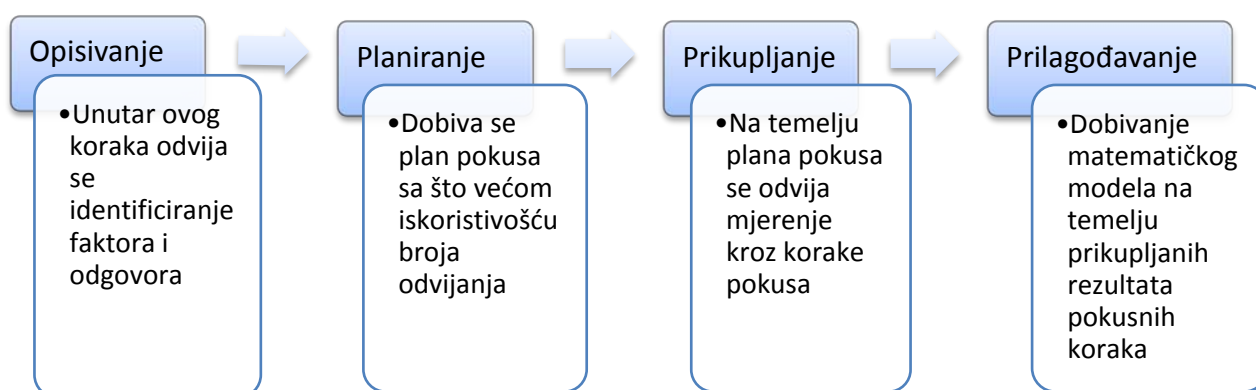 Opisivanje
•Unutar ovog
koraka odvija
se
identificiranje
faktora i
odgovora
Planiranje
•Dobiva se
plan pokusa
sa što većom
iskoristivošću
broja
odvijanja
Prikupljanje
•Na temelju
plana pokusa
se odvija
mjerenje
kroz korake
pokusa
Prilagođavanje
•Dobivanje
matematičkog
modela na
temelju
prikupljanih
rezultata
pokusnih
koraka